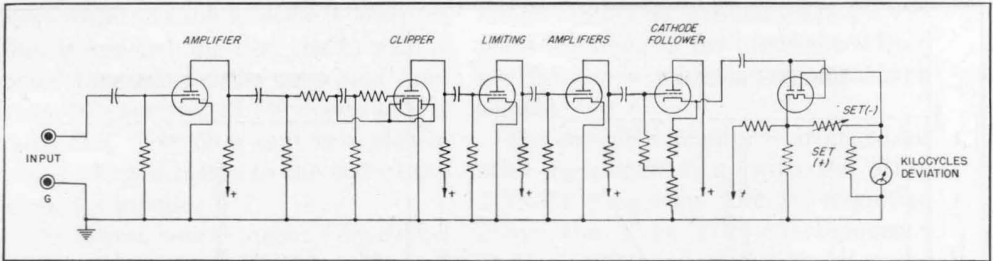 AMPLIFIER
CLIPPER
LIMITING
AMPLIFIERS
CATHODE
FOLLOWER
SET(-)
SET
(+)
INPUT
G
KILOCYCLES
DEVIATION
+
+
+
+
+
+